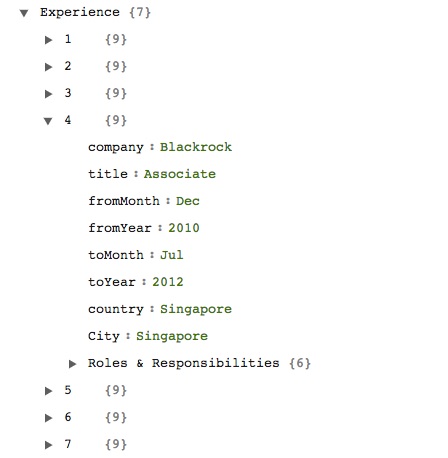 Experience {7}
1 {9}
2 {9}
3 {9}
4 {9}
company : Blackrock
title : Associate
fromMonth : Dec
fromYear : 2010
toMonth : Jul
toYear : 2012
country : Singapore
City : Singapore
Roles & Responsibilities {6}
5 {9}
6 {9}
7 {9}